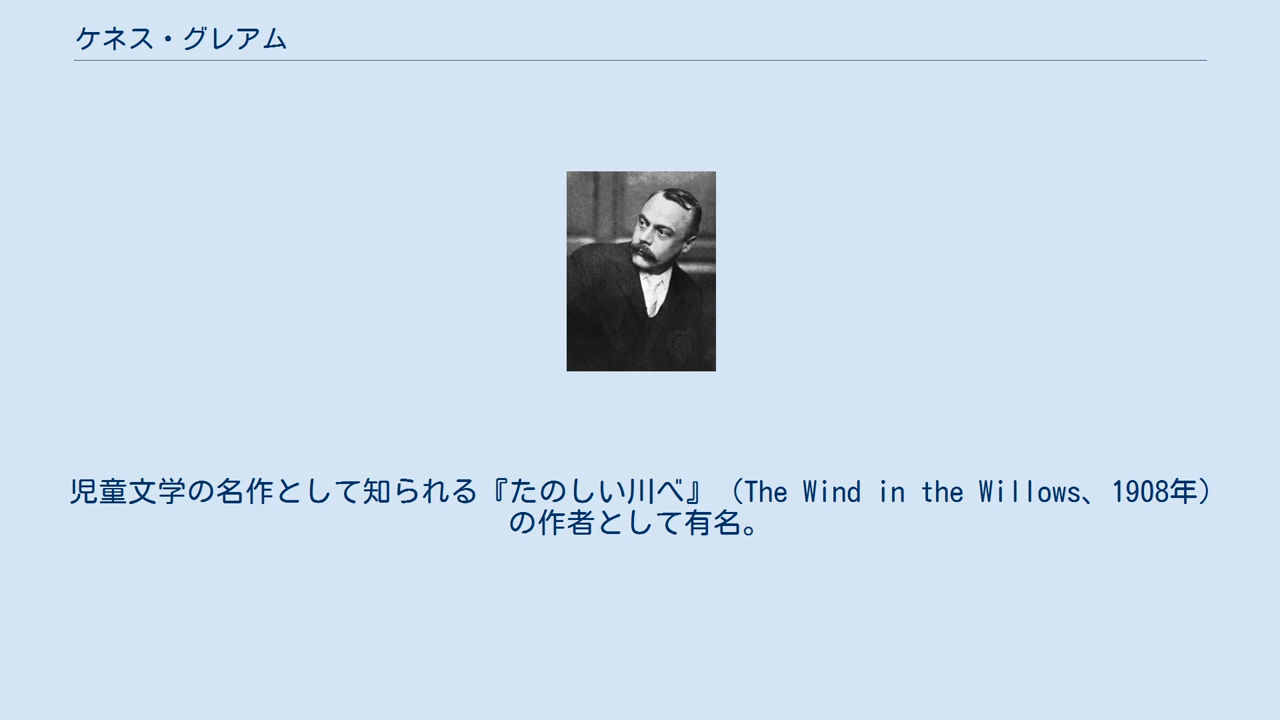 ケネス・グレアム
児童文学の名作として知られる『たのしい川べ』（The Wind in the Willows、1908年）
の作者として有名。